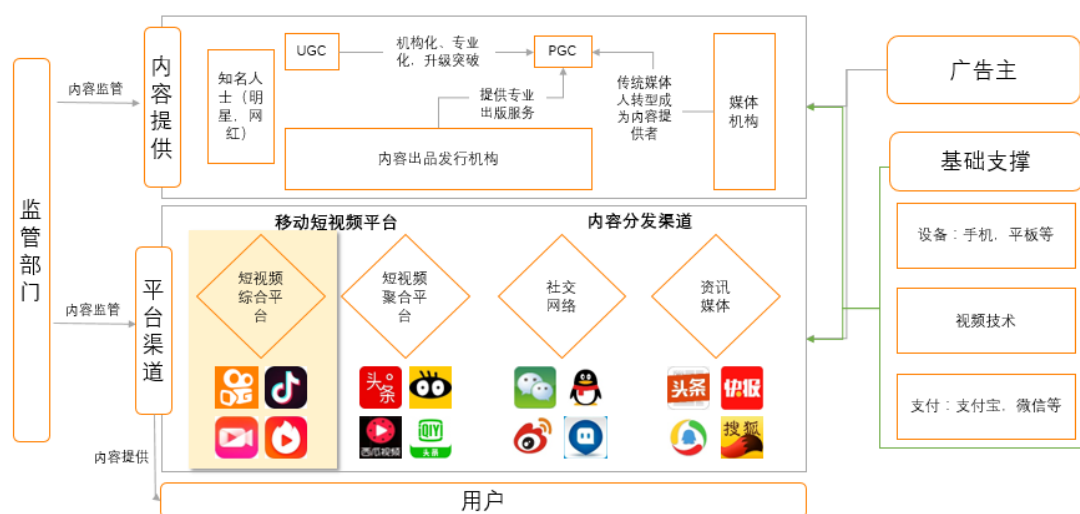 监管部门
内容监管
内容监管
内容提供
内容提供
平台渠道
知名人
士（明
星，网
红）
UGC
机构化、专业
化，升级突破
PGC
提供专业
出版服务
内容出品发行机构
传统媒体
人转型成
为内容提
供者
媒体
机构
移动短视频平台
内容分发渠道
短视频
综合平
台
短视频
聚合平
台
社交
网络
资讯
媒体
头条
西瓜视频
QIY
头条
头条
快报
搜狐
用户
广告主
基础支撑
设备：手机，平板等
视频技术
支付：支付宝，微信等